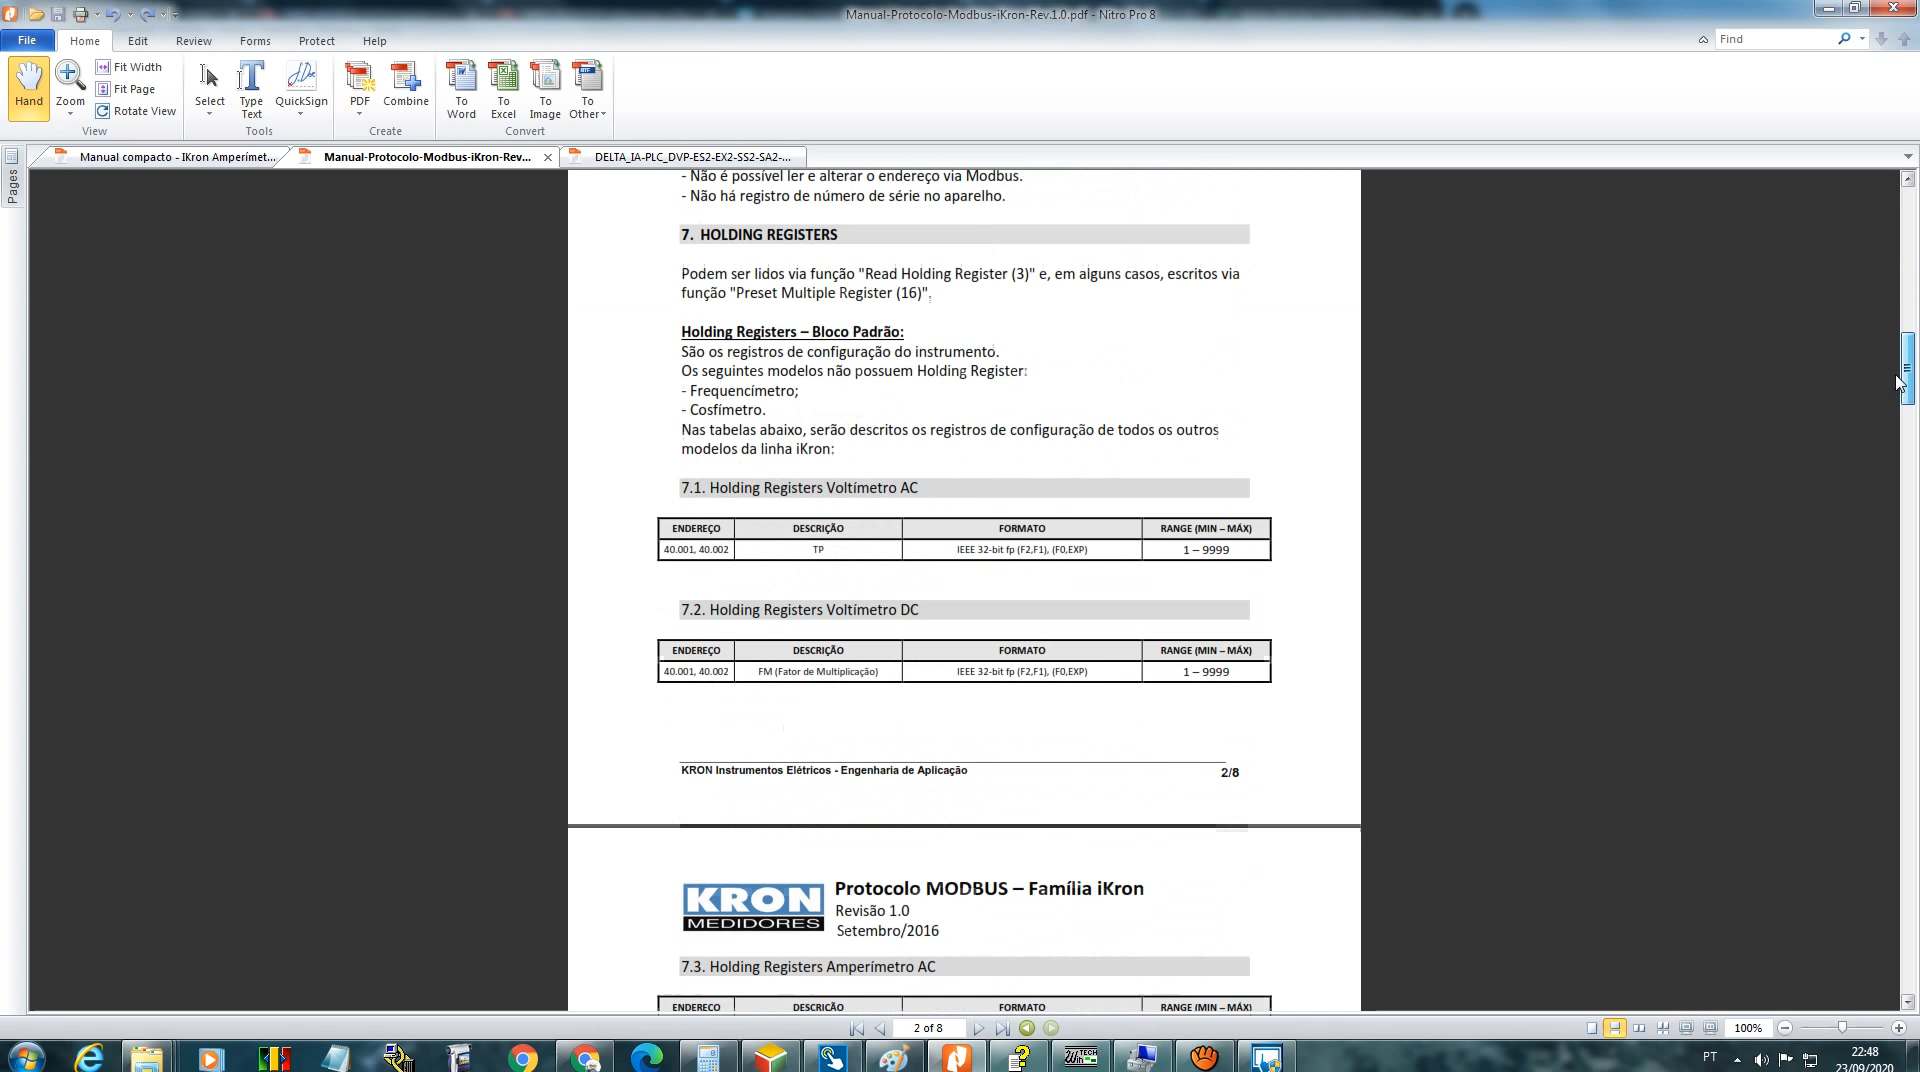 Manual-Protocolo-Modbus-iKron-Rev.1.0.pdf - Nitro Pro 8
File Home Edit Review Forms Protect Help
Find
Hand
Zoom
Fit Width
Fit Page
Rotate View
View
Select
Type Text
QuickSign
Tools
PDF
Combine
Create
To Word
To Excel
To Image
To Other
Convert
Pages
Manual compacto - IKron Amperímet...
Manual-Protocolo-Modbus-iKron-Rev...
DELTA_IA-PLC_DVP-ES2-EX2-SS2-SA2-...
- Não é possível ler e alterar o endereço via Modbus.
- Não há registro de número de série no aparelho.
7. HOLDING REGISTERS
Podem ser lidos via função "Read Holding Register (3)" e, em alguns casos, escritos via
função "Preset Multiple Register (16)".
Holding Registers – Bloco Padrão:
São os registros de configuração do instrumento.
Os seguintes modelos não possuem Holding Register:
- Frequencímetro;
- Cosfímetro.
Nas tabelas abaixo, serão descritos os registros de configuração de todos os outros
modelos da linha iKron:
7.1. Holding Registers Voltímetro AC
ENDEREÇO DESCRIÇÃO FORMATO RANGE (MIN – MÁX)
40.001, 40.002 TP IEEE 32-bit fp (F2,F1), (F0,EXP) 1 – 9999
7.2. Holding Registers Voltímetro DC
ENDEREÇO DESCRIÇÃO FORMATO RANGE (MIN – MÁX)
40.001, 40.002 FM (Fator de Multiplicação) IEEE 32-bit fp (F2,F1), (F0,EXP) 1 – 9999
KRON Instrumentos Elétricos - Engenharia de Aplicação 2/8
KRON
MEDIDORES
Protocolo MODBUS – Família iKron
Revisão 1.0
Setembro/2016
7.3. Holding Registers Amperímetro AC
ENDEREÇO DESCRIÇÃO FORMATO RANGE (MIN – MÁX)
2 of 8
100%
PT
22:48
23/09/2020